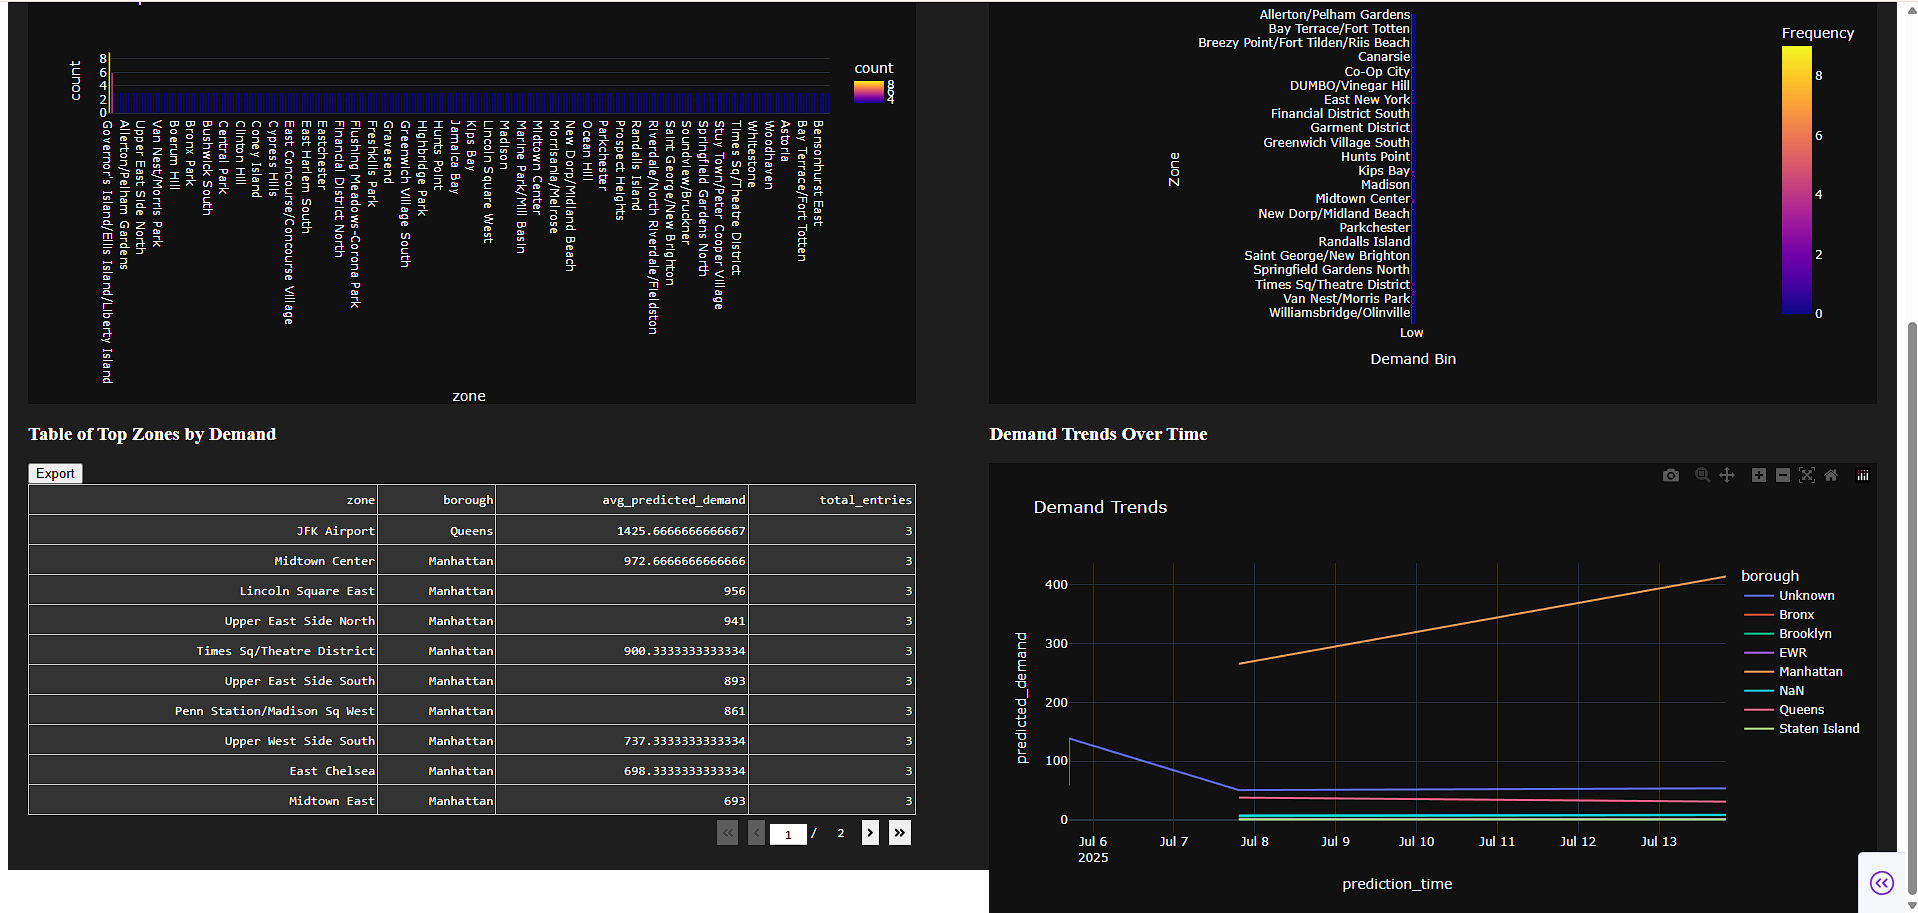 count
8
6
4
2
0
Governor's Island/Ellis Island/Liberty Island
Allerton/Pelham Gardens
Upper East Side North
Van Nest/Morris Park
Boerum Hill
Bronx Park
Bushwick South
Central Park
Clinton Hill
Coney Island
Cypress Hills
East Concourse/Concourse Village
East Harlem South
Eastchester
Financial District North
Flushing Meadows-Corona Park
Freshkills Park
Gravesend
Greenwich Village South
Highbridge Park
Hunts Point
Jamaica Bay
Kips Bay
Lincoln Square West
Madison
Marine Park/Mill Basin
Midtown Center
Morrisania/Melrose
New Dorp/Midland Beach
Ocean Hill
Parkchester
Prospect Heights
Randalls Island
Riverdale/North Riverdale/Fieldston
Saint George/New Brighton
Soundview/Bruckner
Springfield Gardens North
Stuy Town/Peter Cooper Village
Times Sq/Theatre District
Whitestone
Woodhaven
Astoria
Bay Terrace/Fort Totten
Bensonhurst East
zone
count
8
6
4
Allerton/Pelham Gardens
Bay Terrace/Fort Totten
Breezy Point/Fort Tilden/Riis Beach
Canarsie
Co-Op City
DUMBO/Vinegar Hill
East New York
Financial District South
Garment District
Greenwich Village South
Hunts Point
Kips Bay
Madison
Midtown Center
New Dorp/Midland Beach
Parkchester
Randalls Island
Saint George/New Brighton
Springfield Gardens North
Times Sq/Theatre District
Van Nest/Morris Park
Williamsbridge/Olinville
Zone
Low
Demand Bin
Frequency
8
6
4
2
0
Table of Top Zones by Demand
Export
zone borough avg_predicted_demand total_entries
JFK Airport Queens 1425.6666666666667 3
Midtown Center Manhattan 972.6666666666666 3
Lincoln Square East Manhattan 956 3
Upper East Side North Manhattan 941 3
Times Sq/Theatre District Manhattan 900.3333333333334 3
Upper East Side South Manhattan 893 3
Penn Station/Madison Sq West Manhattan 861 3
Upper West Side South Manhattan 737.3333333333334 3
East Chelsea Manhattan 698.3333333333334 3
Midtown East Manhattan 693 3
1 / 2
Demand Trends Over Time
Demand Trends
predicted_demand
400
300
200
100
0
Jul 6
2025
Jul 7
Jul 8
Jul 9
Jul 10
Jul 11
Jul 12
Jul 13
prediction_time
borough
Unknown
Bronx
Brooklyn
EWR
Manhattan
NaN
Queens
Staten Island